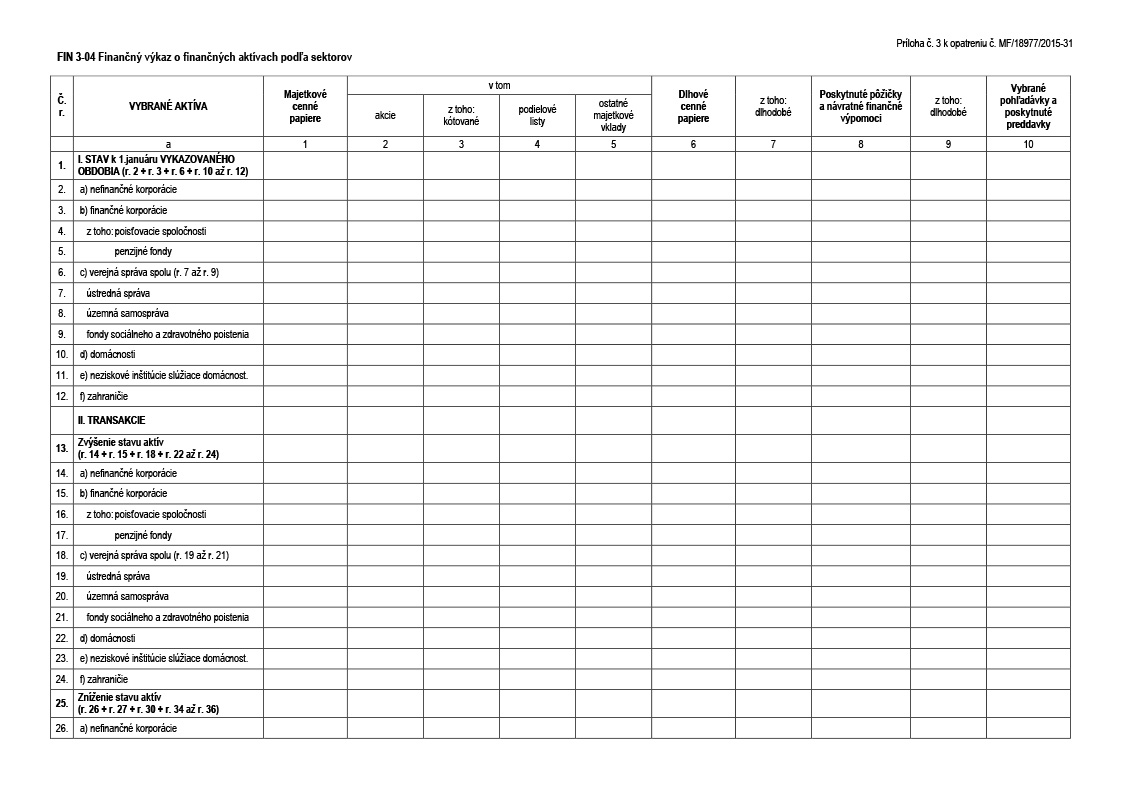 Príloha č. 3 k opatreniu č. MF/18977/2015-31
FIN 3-04 Finančný výkaz o finančných aktívach podľa sektorov
Č. r.
VYBRANÉ AKTÍVA
Majetkové cenné papiere
v tom
akcie
z toho: kótované
podielové listy
ostatné majetkové vklady
Dlhové cenné papiere
z toho: dlhodobé
Poskytnuté pôžičky a návratné finančné výpomoci
z toho: dlhodobé
Vybrané pohľadávky a poskytnuté preddavky
a 1 2 3 4 5 6 7 8 9 10
1. I. STAV k 1.januáru VYKAZOVANÉHO
OBDOBIA (r. 2 + r. 3 + r. 6 + r. 10 až r. 12)
2. a) nefinančné korporácie
3. b) finančné korporácie
4. z toho: poisťovacie spoločnosti
5. penzijné fondy
6. c) verejná správa spolu (r. 7 až r. 9)
7. ústredná správa
8. územná samospráva
9. fondy sociálneho a zdravotného poistenia
10. d) domácnosti
11. e) neziskové inštitúcie slúžiace domácnost.
12. f) zahraničie
II. TRANSAKCIE
13. Zvýšenie stavu aktív
(r. 14 + r. 15 + r. 18 + r. 22 až r. 24)
14. a) nefinančné korporácie
15. b) finančné korporácie
16. z toho: poisťovacie spoločnosti
17. penzijné fondy
18. c) verejná správa spolu (r. 19 až r. 21)
19. ústredná správa
20. územná samospráva
21. fondy sociálneho a zdravotného poistenia
22. d) domácnosti
23. e) neziskové inštitúcie slúžiace domácnost.
24. f) zahraničie
25. Zníženie stavu aktív
(r. 26 + r. 27 + r. 30 + r. 34 až r. 36)
26. a) nefinančné korporácie